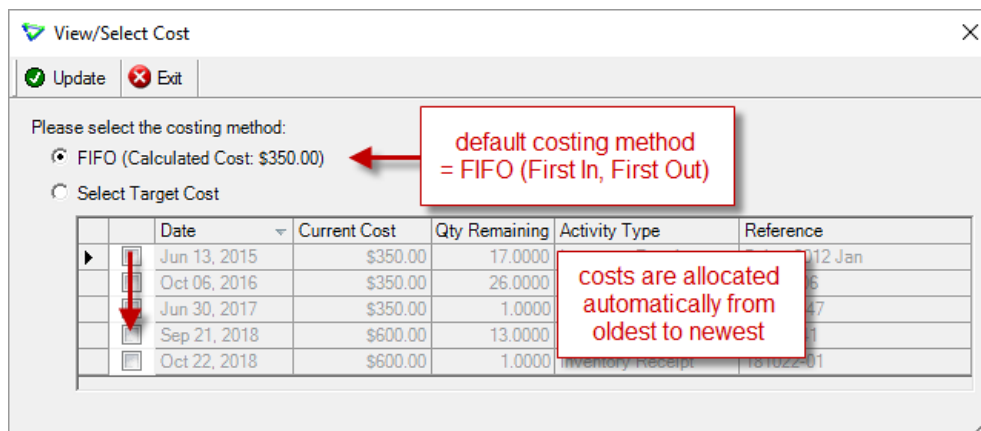 View/Select Cost
Update Exit
Please select the costing method:
FIFO (Calculated Cost: $350.00)
default costing method
= FIFO (First In, First Out)
Select Target Cost
Date Current Cost Qty Remaining Activity Type Reference
Jun 13, 2015 $350.00 17.0000 2012 Jan
Oct 06, 2016 $350.00 26.0000
Jun 30, 2017 $350.00 1.0000
Sep 21, 2018 $600.00 13.0000
Oct 22, 2018 $600.00 1.0000 Inventory Receipt 181022-01
costs are allocated
automatically from
oldest to newest